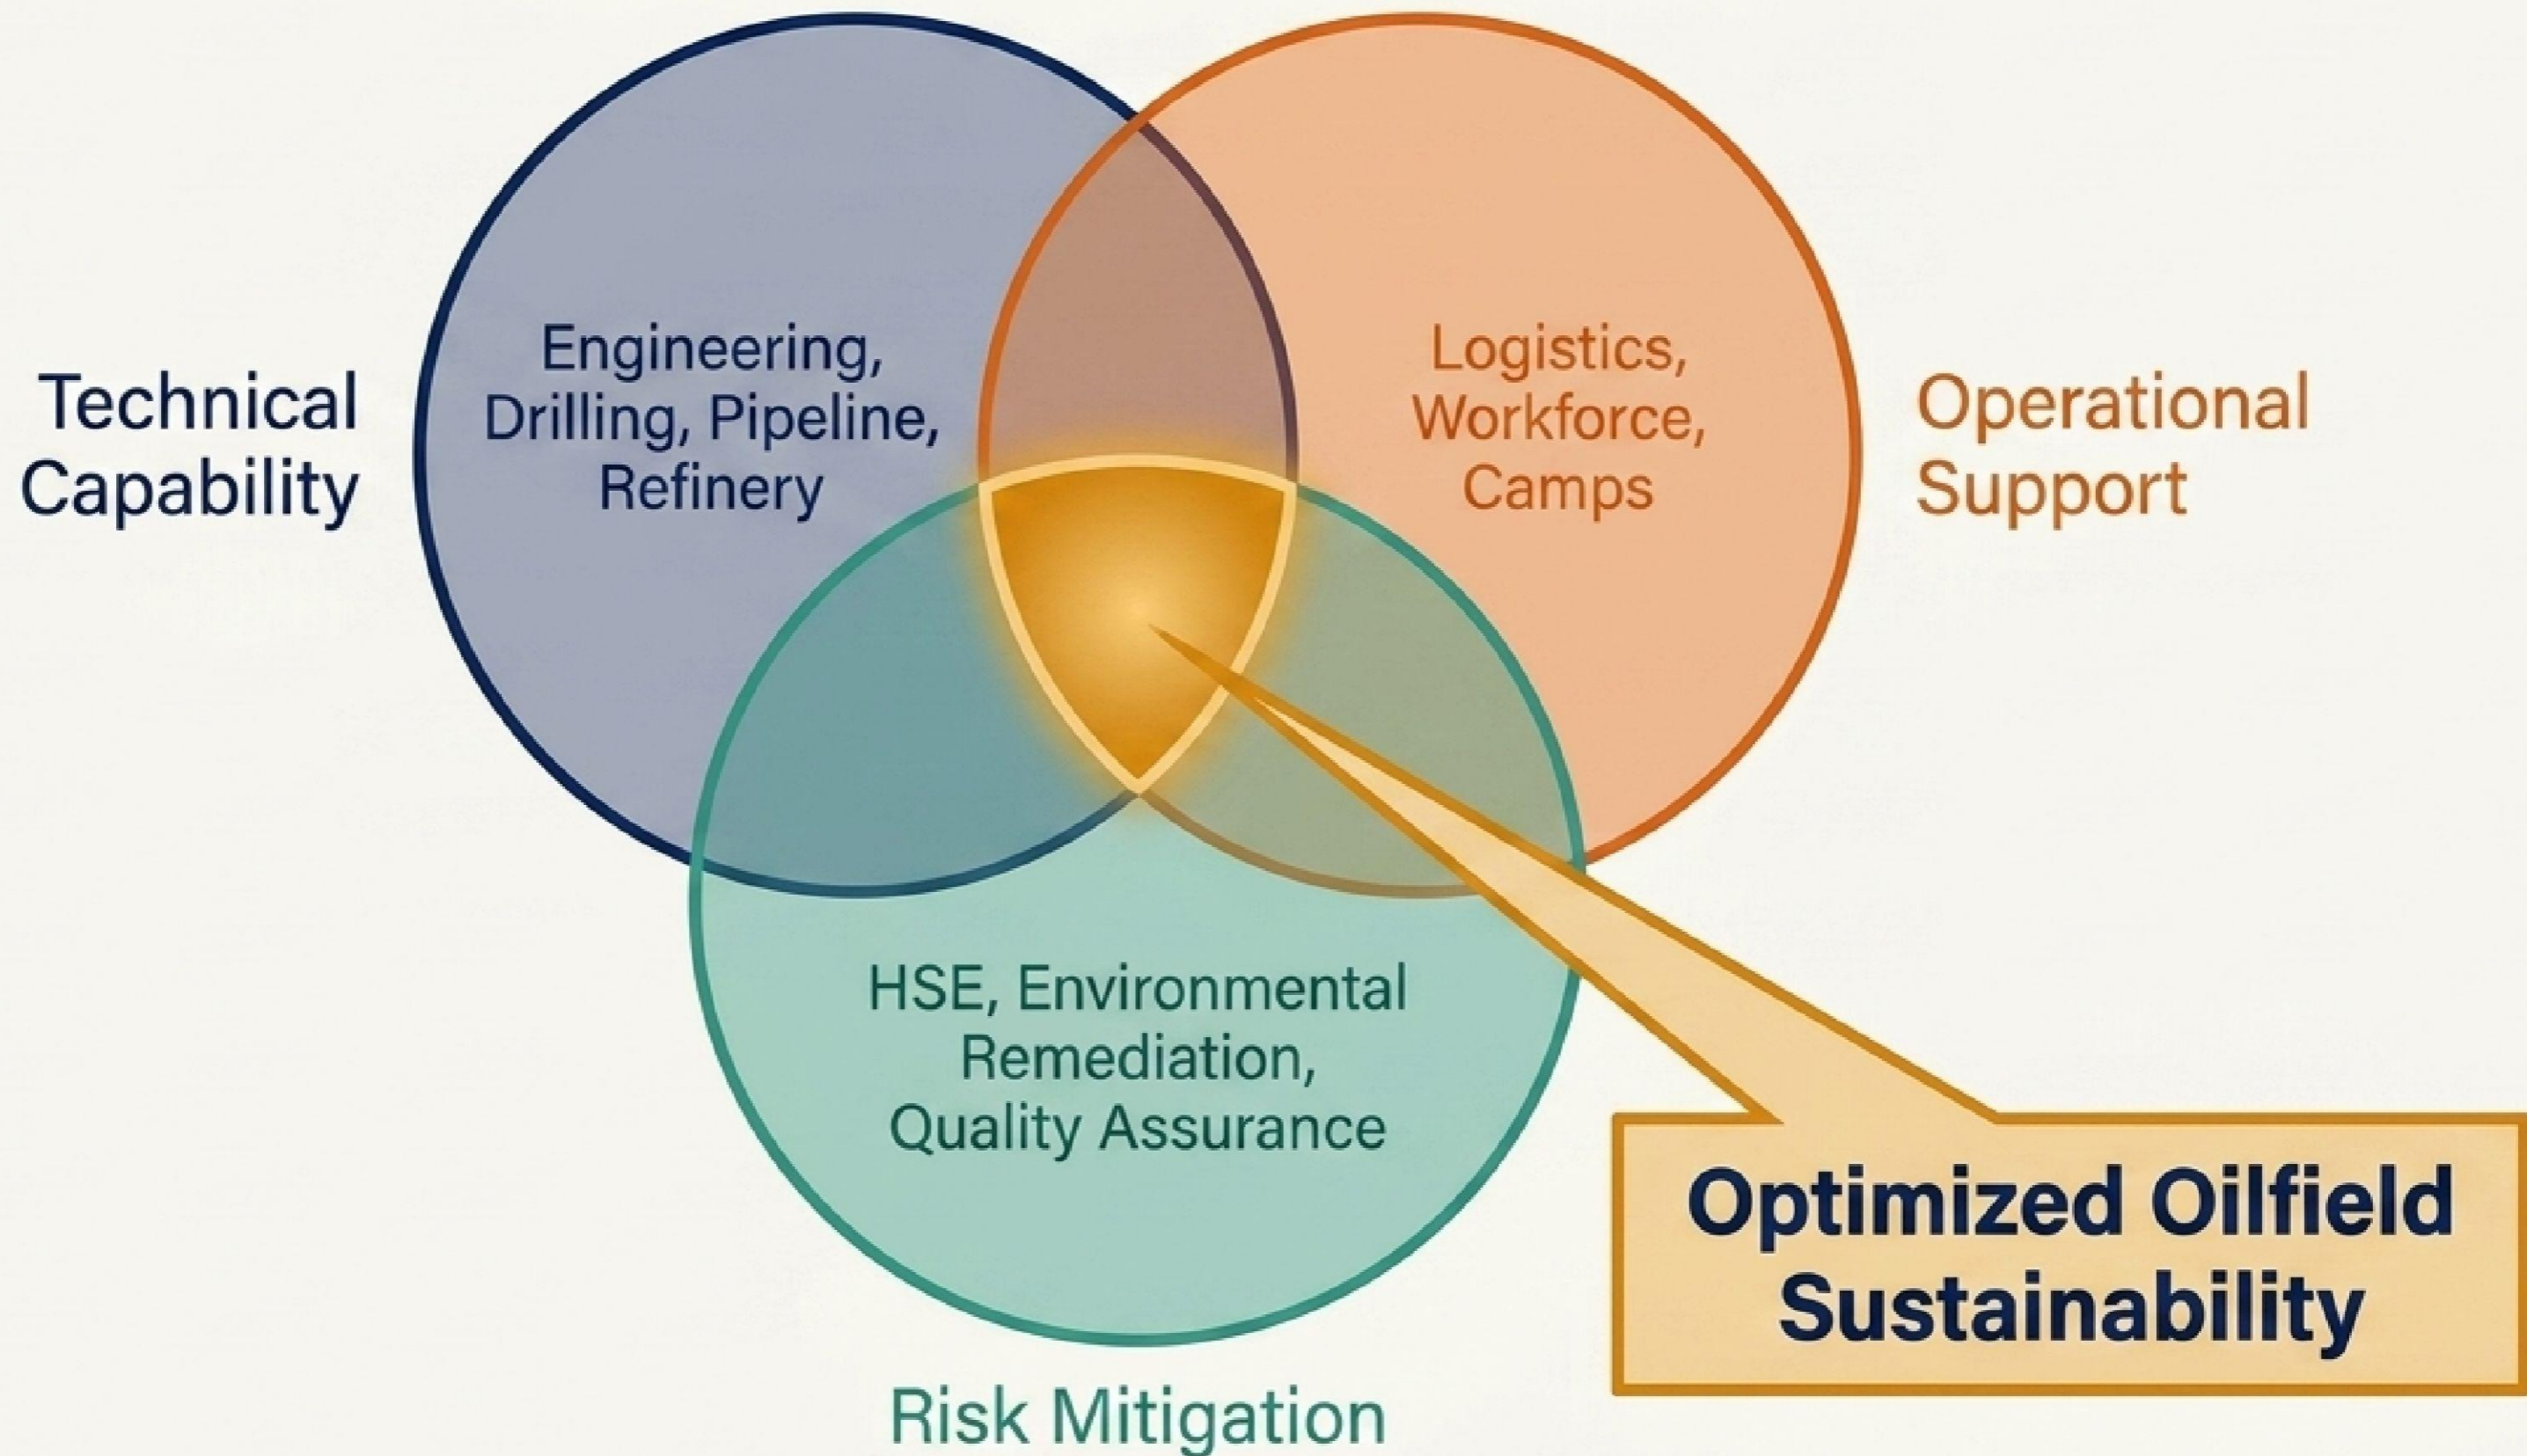 Technical
Capability
Engineering,
Drilling, Pipeline,
Refinery
Logistics,
Workforce,
Camps
Operational
Support
HSE, Environmental
Remediation,
Quality Assurance
Optimized Oilfield
Sustainability
Risk Mitigation